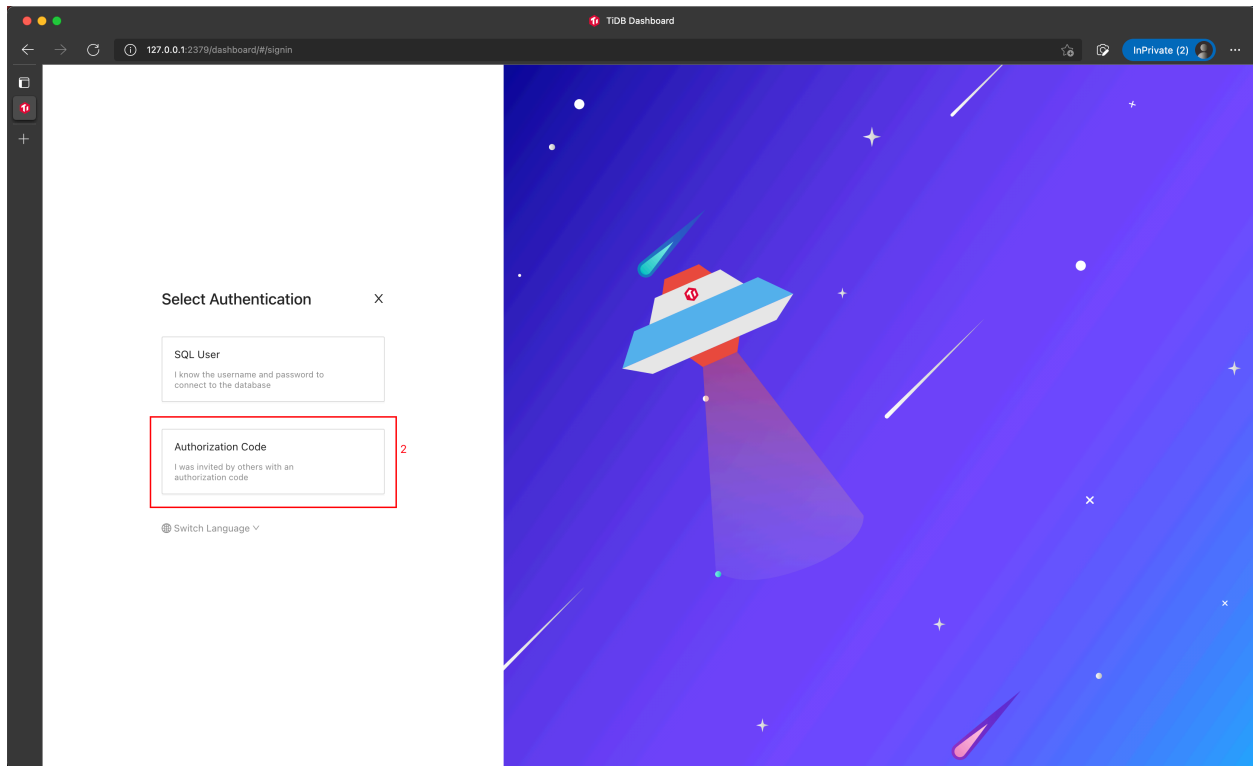 TiDB Dashboard
127.0.0.1:2379/dashboard/#/signin
InPrivate (2)
Select Authentication
X
SQL User
I know the username and password to
connect to the database
Authorization Code
2
I was invited by others with an
authorization code
Switch Language